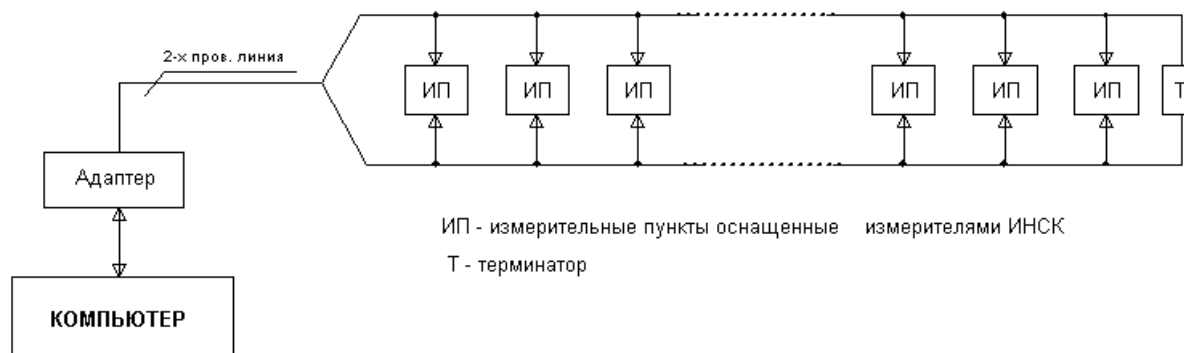 2-х пров. линия
ИП ИП ИП ИП ИП ИП Т
Адаптер
ИП - измерительные пункты оснащенные измерителями ИНСК
Т - терминатор
КОМПЬЮТЕР